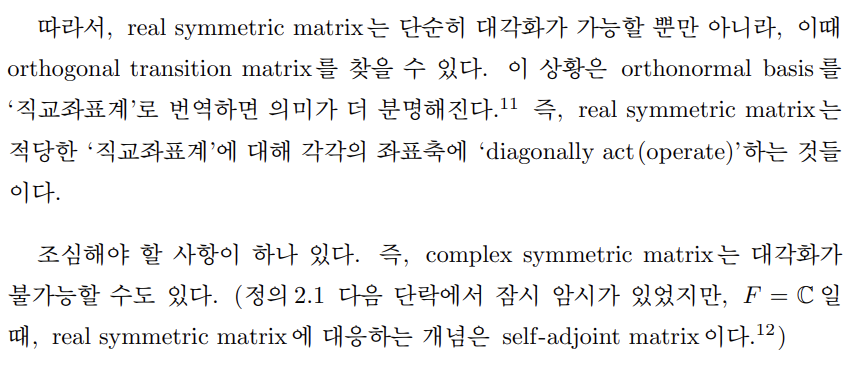 따라서, real symmetric matrix는 단순히 대각화가 가능할 뿐만 아니라, 이때
orthogonal transition matrix를 찾을 수 있다. 이 상황은 orthonormal basis를
‘직교좌표계’로 번역하면 의미가 더 분명해진다.¹¹ 즉, real symmetric matrix는
적당한 ‘직교좌표계’에 대해 각각의 좌표축에 ‘diagonally act(operate)’하는 것들
이다.
조심해야 할 사항이 하나 있다. 즉, complex symmetric matrix는 대각화가
불가능할 수도 있다. (정의 2.1 다음 단락에서 잠시 암시가 있었지만, F = ℂ 일
때, real symmetric matrix에 대응하는 개념은 self-adjoint matrix이다.¹²)